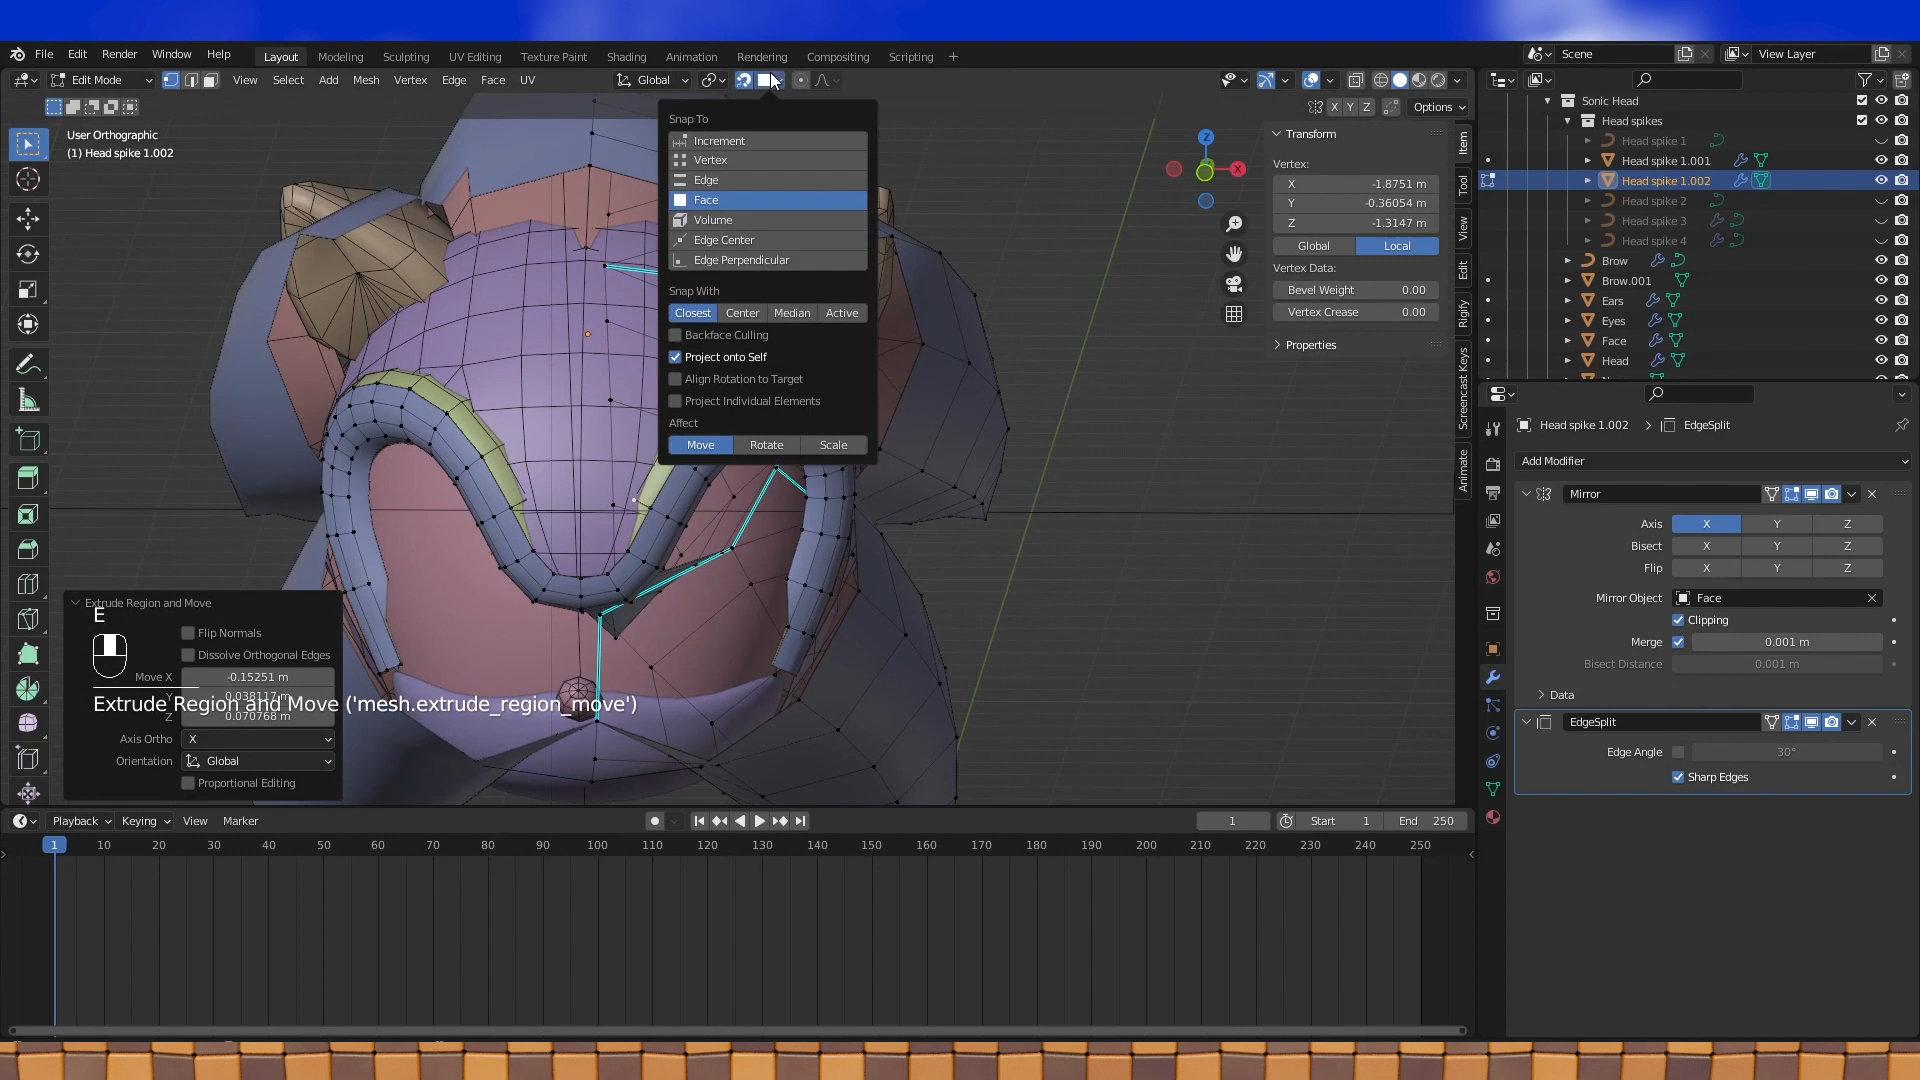 File Edit Render Window Help Layout Modeling Sculpting UV Editing Texture Paint Shading Animation Rendering Compositing Scripting + Scene View Layer
Edit Mode View Select Add Mesh Vertex Edge Face UV Global
X Y Z Options
User Orthographic
(1) Head spike 1.002
Snap To
Increment
Vertex
Edge
Face
Volume
Edge Center
Edge Perpendicular
Snap With
Closest Center Median Active
Backface Culling
Project onto Self
Align Rotation to Target
Project Individual Elements
Affect
Move Rotate Scale
Z
X
Transform
Vertex:
X -1.8751 m
Y -0.36054 m
Z -1.3147 m
Global Local
Vertex Data:
Bevel Weight 0.00
Vertex Crease 0.00
Properties
Item
Tool
View
Edit
Rigify
Screencast Keys
Animate
Sonic Head
Head spikes
Head spike 1
Head spike 1.001
Head spike 1.002
Head spike 2
Head spike 3
Head spike 4
Brow
Brow.001
Ears
Eyes
Face
Head
Head spike 1.002 EdgeSplit
Add Modifier
Mirror
Axis X Y Z
Bisect X Y Z
Flip X Y Z
Mirror Object Face
Clipping
Merge 0.001 m
Bisect Distance 0.001 m
Data
EdgeSplit
Edge Angle 30°
Sharp Edges
Extrude Region and Move
E
Flip Normals
Dissolve Orthogonal Edges
Move X -0.15251 m
Y 0.038117 m
Extrude Region and Move ('mesh.extrude_region_move')
Z 0.070768 m
Axis Ortho X
Orientation Global
Proportional Editing
Playback Keying View Marker 1 Start 1 End 250
1 10 20 30 40 50 60 70 80 90 100 110 120 130 140 150 160 170 180 190 200 210 220 230 240 250